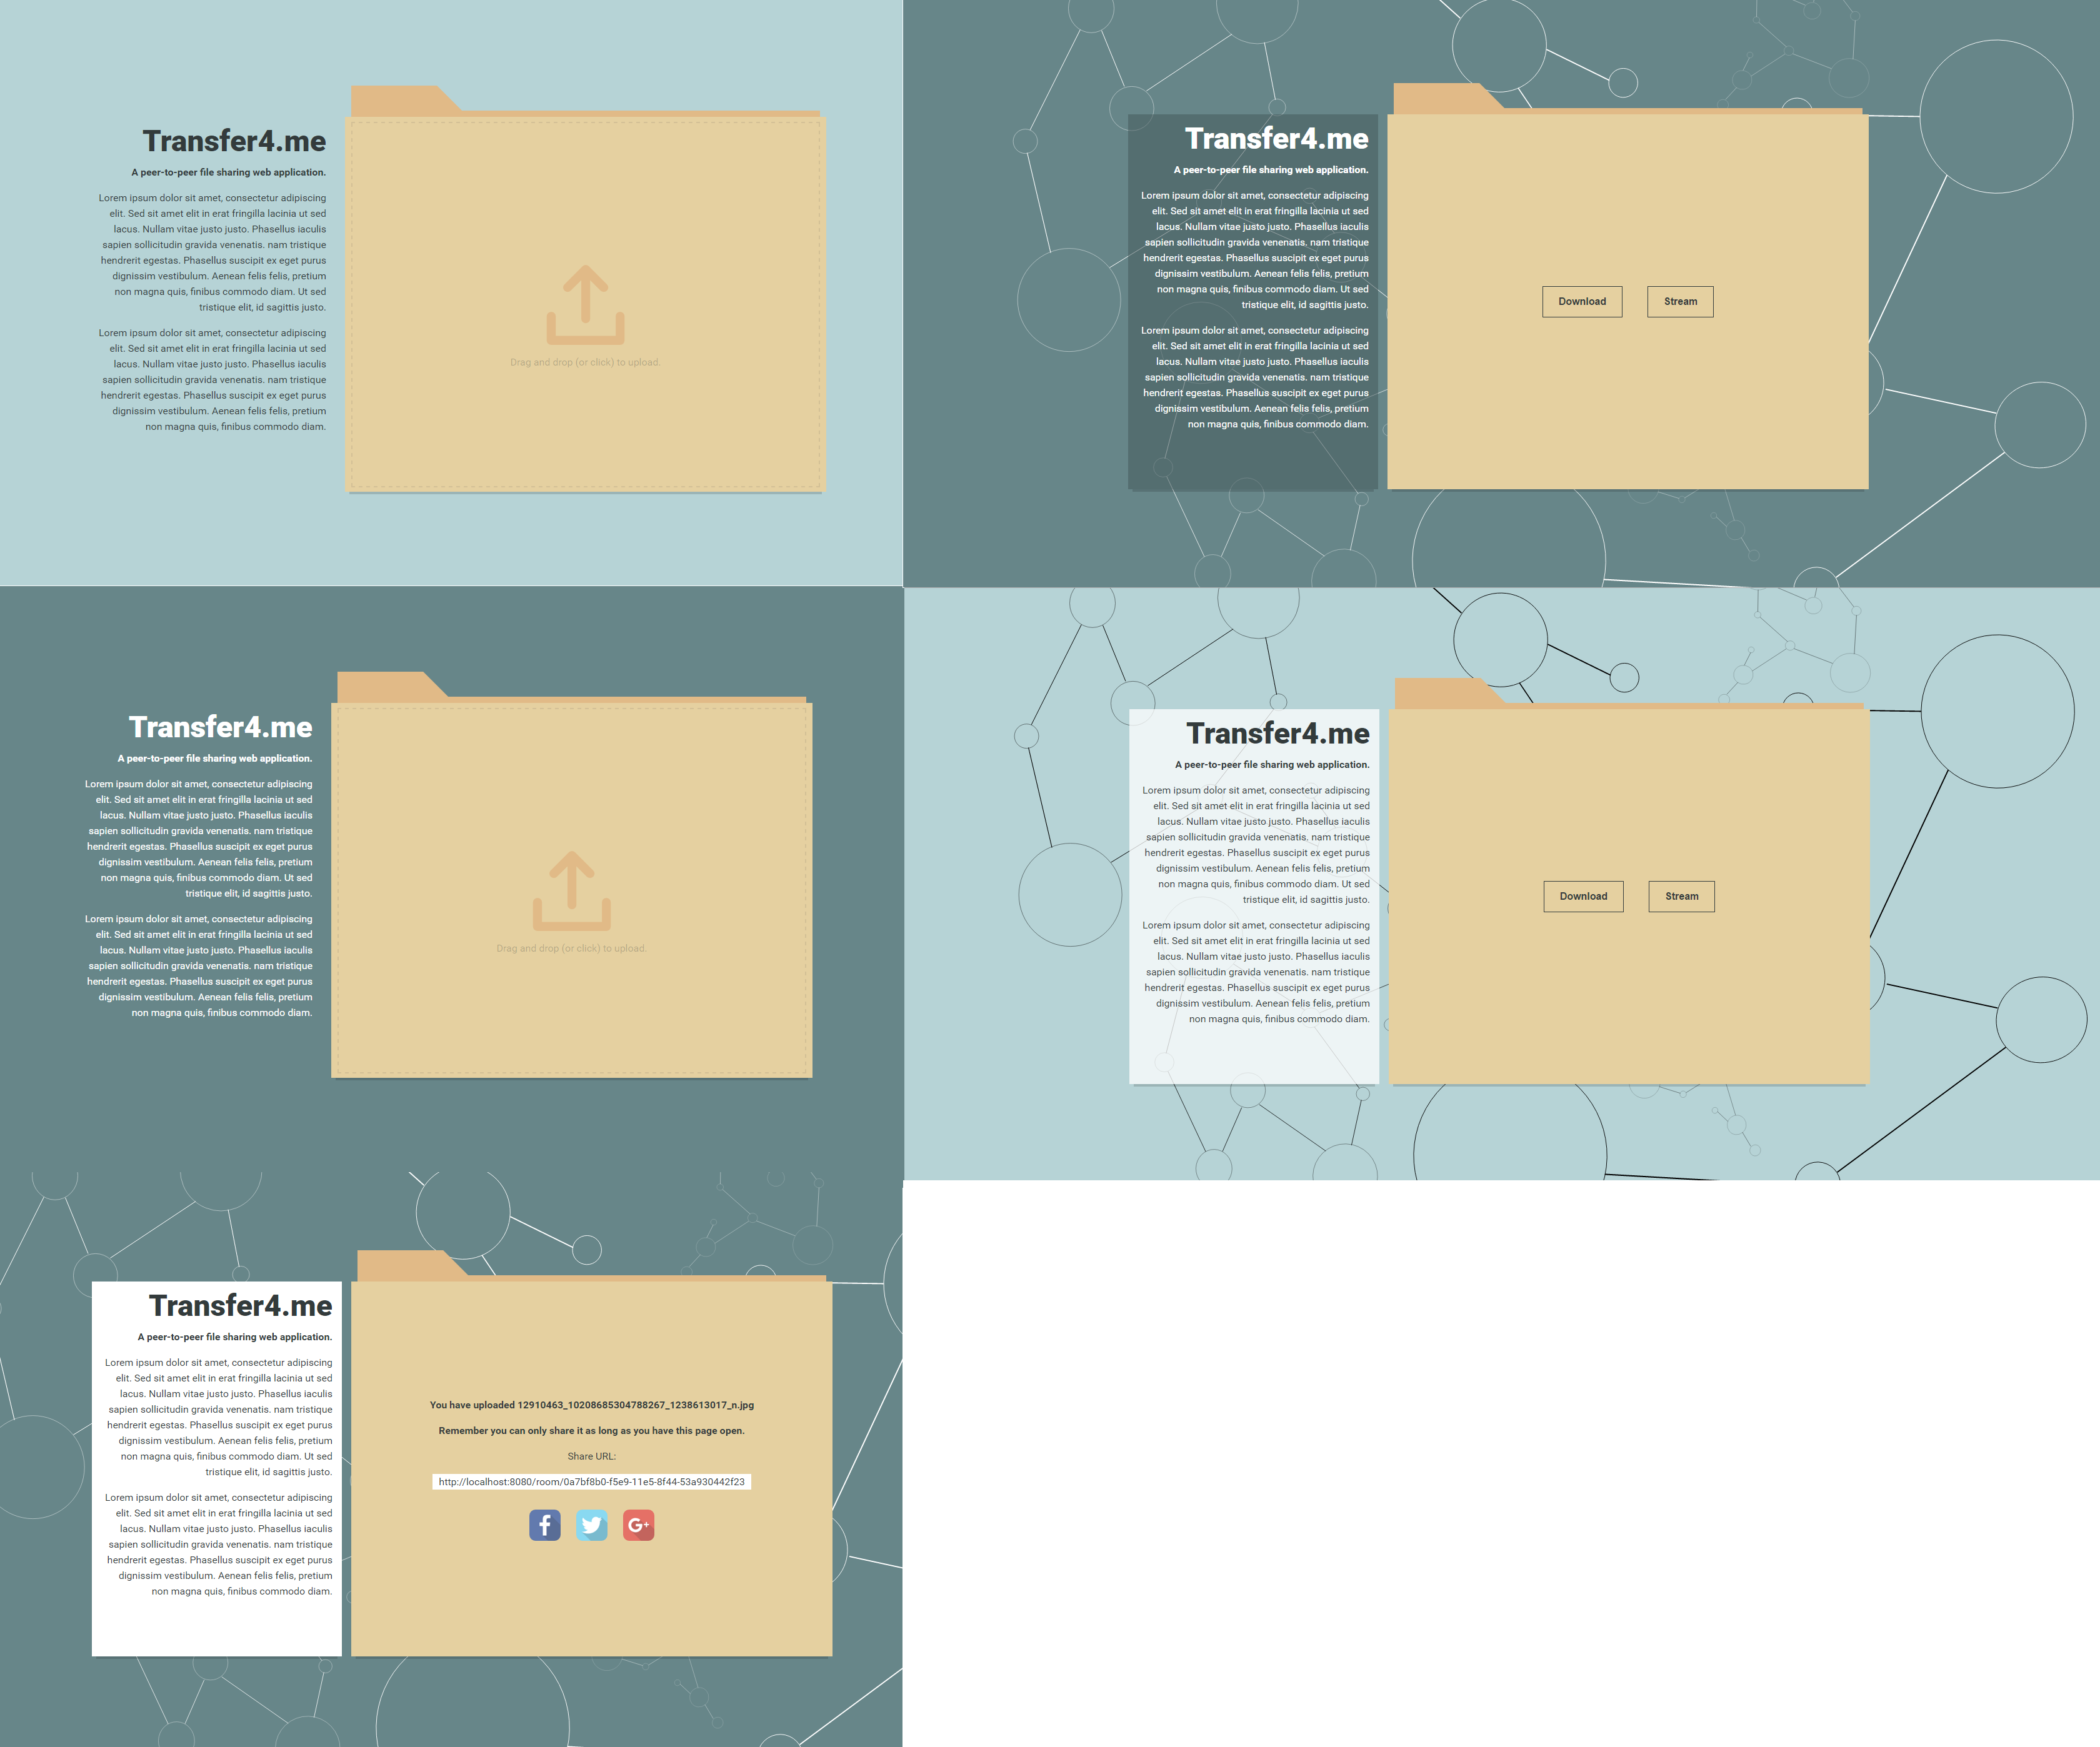 Transfer4.me
A peer-to-peer file sharing web application.
Lorem ipsum dolor sit amet, consectetur adipiscing
elit. Sed sit amet elit in erat fringilla lacinia ut sed
lacus. Nullam vitae justo justo. Phasellus iaculis
sapien sollicitudin gravida venenatis. nam tristique
hendrerit egestas. Phasellus suscipit ex eget purus
dignissim vestibulum. Aenean felis felis, pretium
non magna quis, finibus commodo diam. Ut sed
tristique elit, id sagittis justo.
Lorem ipsum dolor sit amet, consectetur adipiscing
elit. Sed sit amet elit in erat fringilla lacinia ut sed
lacus. Nullam vitae justo justo. Phasellus iaculis
sapien sollicitudin gravida venenatis. nam tristique
hendrerit egestas. Phasellus suscipit ex eget purus
dignissim vestibulum. Aenean felis felis, pretium
non magna quis, finibus commodo diam.
Drag and drop (or click) to upload.
Transfer4.me
A peer-to-peer file sharing web application.
Lorem ipsum dolor sit amet, consectetur adipiscing
elit. Sed sit amet elit in erat fringilla lacinia ut sed
lacus. Nullam vitae justo justo. Phasellus iaculis
sapien sollicitudin gravida venenatis. nam tristique
hendrerit egestas. Phasellus suscipit ex eget purus
dignissim vestibulum. Aenean felis felis, pretium
non magna quis, finibus commodo diam. Ut sed
tristique elit, id sagittis justo.
Lorem ipsum dolor sit amet, consectetur adipiscing
elit. Sed sit amet elit in erat fringilla lacinia ut sed
lacus. Nullam vitae justo justo. Phasellus iaculis
sapien sollicitudin gravida venenatis. nam tristique
hendrerit egestas. Phasellus suscipit ex eget purus
dignissim vestibulum. Aenean felis felis, pretium
non magna quis, finibus commodo diam.
Download Stream
Transfer4.me
A peer-to-peer file sharing web application.
Lorem ipsum dolor sit amet, consectetur adipiscing
elit. Sed sit amet elit in erat fringilla lacinia ut sed
lacus. Nullam vitae justo justo. Phasellus iaculis
sapien sollicitudin gravida venenatis. nam tristique
hendrerit egestas. Phasellus suscipit ex eget purus
dignissim vestibulum. Aenean felis felis, pretium
non magna quis, finibus commodo diam. Ut sed
tristique elit, id sagittis justo.
Lorem ipsum dolor sit amet, consectetur adipiscing
elit. Sed sit amet elit in erat fringilla lacinia ut sed
lacus. Nullam vitae justo justo. Phasellus iaculis
sapien sollicitudin gravida venenatis. nam tristique
hendrerit egestas. Phasellus suscipit ex eget purus
dignissim vestibulum. Aenean felis felis, pretium
non magna quis, finibus commodo diam.
Drag and drop (or click) to upload.
Transfer4.me
A peer-to-peer file sharing web application.
Lorem ipsum dolor sit amet, consectetur adipiscing
elit. Sed sit amet elit in erat fringilla lacinia ut sed
lacus. Nullam vitae justo justo. Phasellus iaculis
sapien sollicitudin gravida venenatis. nam tristique
hendrerit egestas. Phasellus suscipit ex eget purus
dignissim vestibulum. Aenean felis felis, pretium
non magna quis, finibus commodo diam. Ut sed
tristique elit, id sagittis justo.
Lorem ipsum dolor sit amet, consectetur adipiscing
elit. Sed sit amet elit in erat fringilla lacinia ut sed
lacus. Nullam vitae justo justo. Phasellus iaculis
sapien sollicitudin gravida venenatis. nam tristique
hendrerit egestas. Phasellus suscipit ex eget purus
dignissim vestibulum. Aenean felis felis, pretium
non magna quis, finibus commodo diam.
Download Stream
Transfer4.me
A peer-to-peer file sharing web application.
Lorem ipsum dolor sit amet, consectetur adipiscing
elit. Sed sit amet elit in erat fringilla lacinia ut sed
lacus. Nullam vitae justo justo. Phasellus iaculis
sapien sollicitudin gravida venenatis. nam tristique
hendrerit egestas. Phasellus suscipit ex eget purus
dignissim vestibulum. Aenean felis felis, pretium
non magna quis, finibus commodo diam. Ut sed
tristique elit, id sagittis justo.
Lorem ipsum dolor sit amet, consectetur adipiscing
elit. Sed sit amet elit in erat fringilla lacinia ut sed
lacus. Nullam vitae justo justo. Phasellus iaculis
sapien sollicitudin gravida venenatis. nam tristique
hendrerit egestas. Phasellus suscipit ex eget purus
dignissim vestibulum. Aenean felis felis, pretium
non magna quis, finibus commodo diam.
You have uploaded 12910463_10208685304788267_1238613017_n.jpg
Remember you can only share it as long as you have this page open.
Share URL:
http://localhost:8080/room/0a7bf8b0-f5e9-11e5-8f44-53a930442f23
f G+